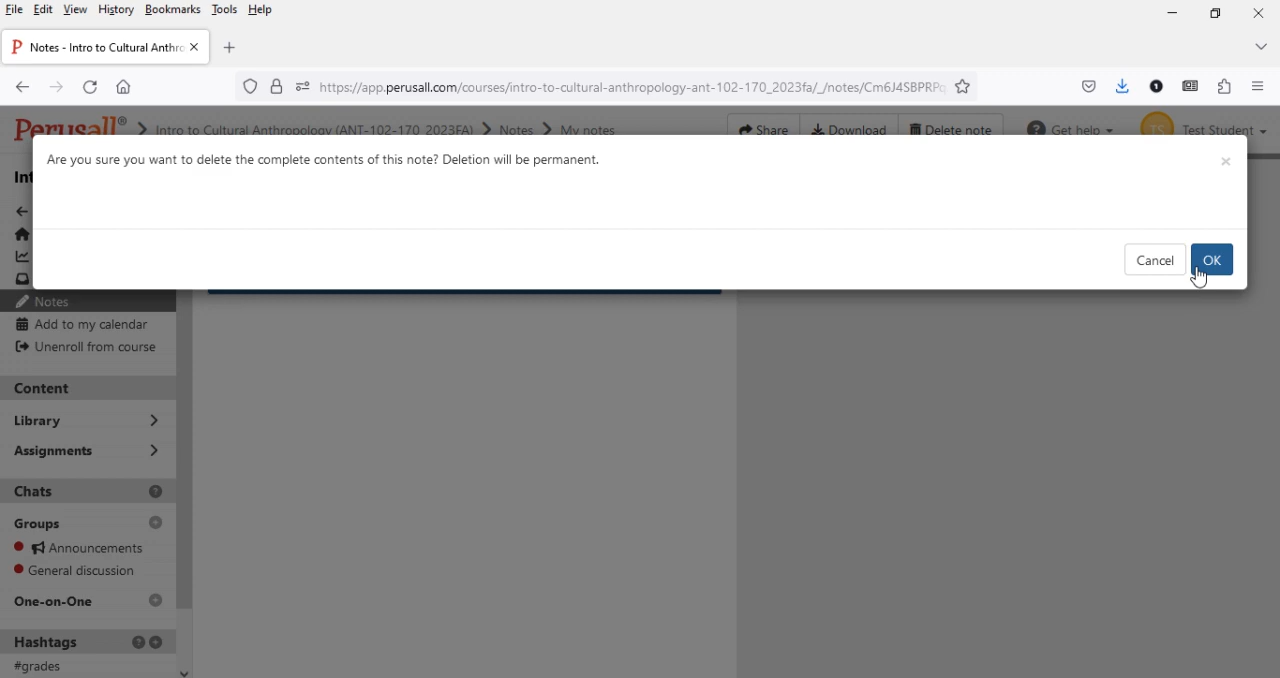 File Edit View History Bookmarks Tools Help
Notes - Intro to Cultural Anthro
https://app.perusall.com/courses/intro-to-cultural-anthropology-ant-102-170_2023fa/_/notes/Cm6J4SBPRPq
Perusall® Intro to Cultural Anthropology (ANT-102-170_2023FA) Notes My notes Share Download Delete note Get help TS Test Student
Are you sure you want to delete the complete contents of this note? Deletion will be permanent. ×
Int
Cancel OK
Notes
Add to my calendar
Unenroll from course
Content
Library
Assignments
Chats
Groups
Announcements
General discussion
One-on-One
Hashtags
#grades